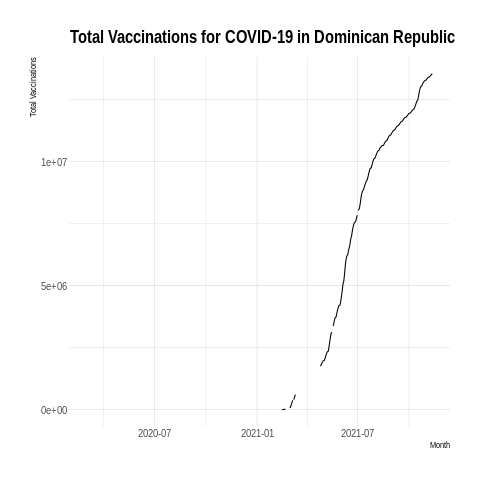 Total Vaccinations for COVID-19 in Dominican Republic
Total Vaccinations
1e+07
5e+06
0e+00
2020-07
2021-01
2021-07
Month